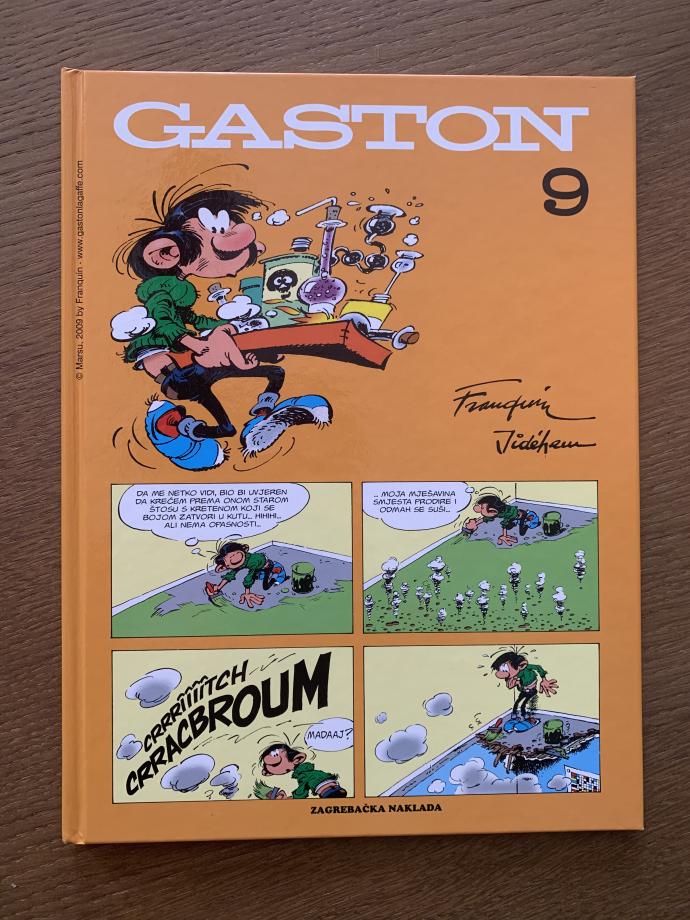 GASTON
9
© Marsu, 2009 by Franquin - www.gastonlagaffe.com
Franquin
Jidéhem
DA ME NETKO VIDI, BIO BI UVJEREN
DA KREĆEM PREMA ONOM STAROM
ŠTOSU S KRETENOM KOJI SE
BOJOM ZATVORI U KUTU... HIHIHI...
ALI NEMA OPASNOSTI...
.. MOJA MJEŠAVINA
SMJESTA PRODIRE I
ODMAH SE SUŠI...
CRRRÎÎÎÎTCH
CRRACBROUM
MADAAJ?
ZAGREBAČKA NAKLADA